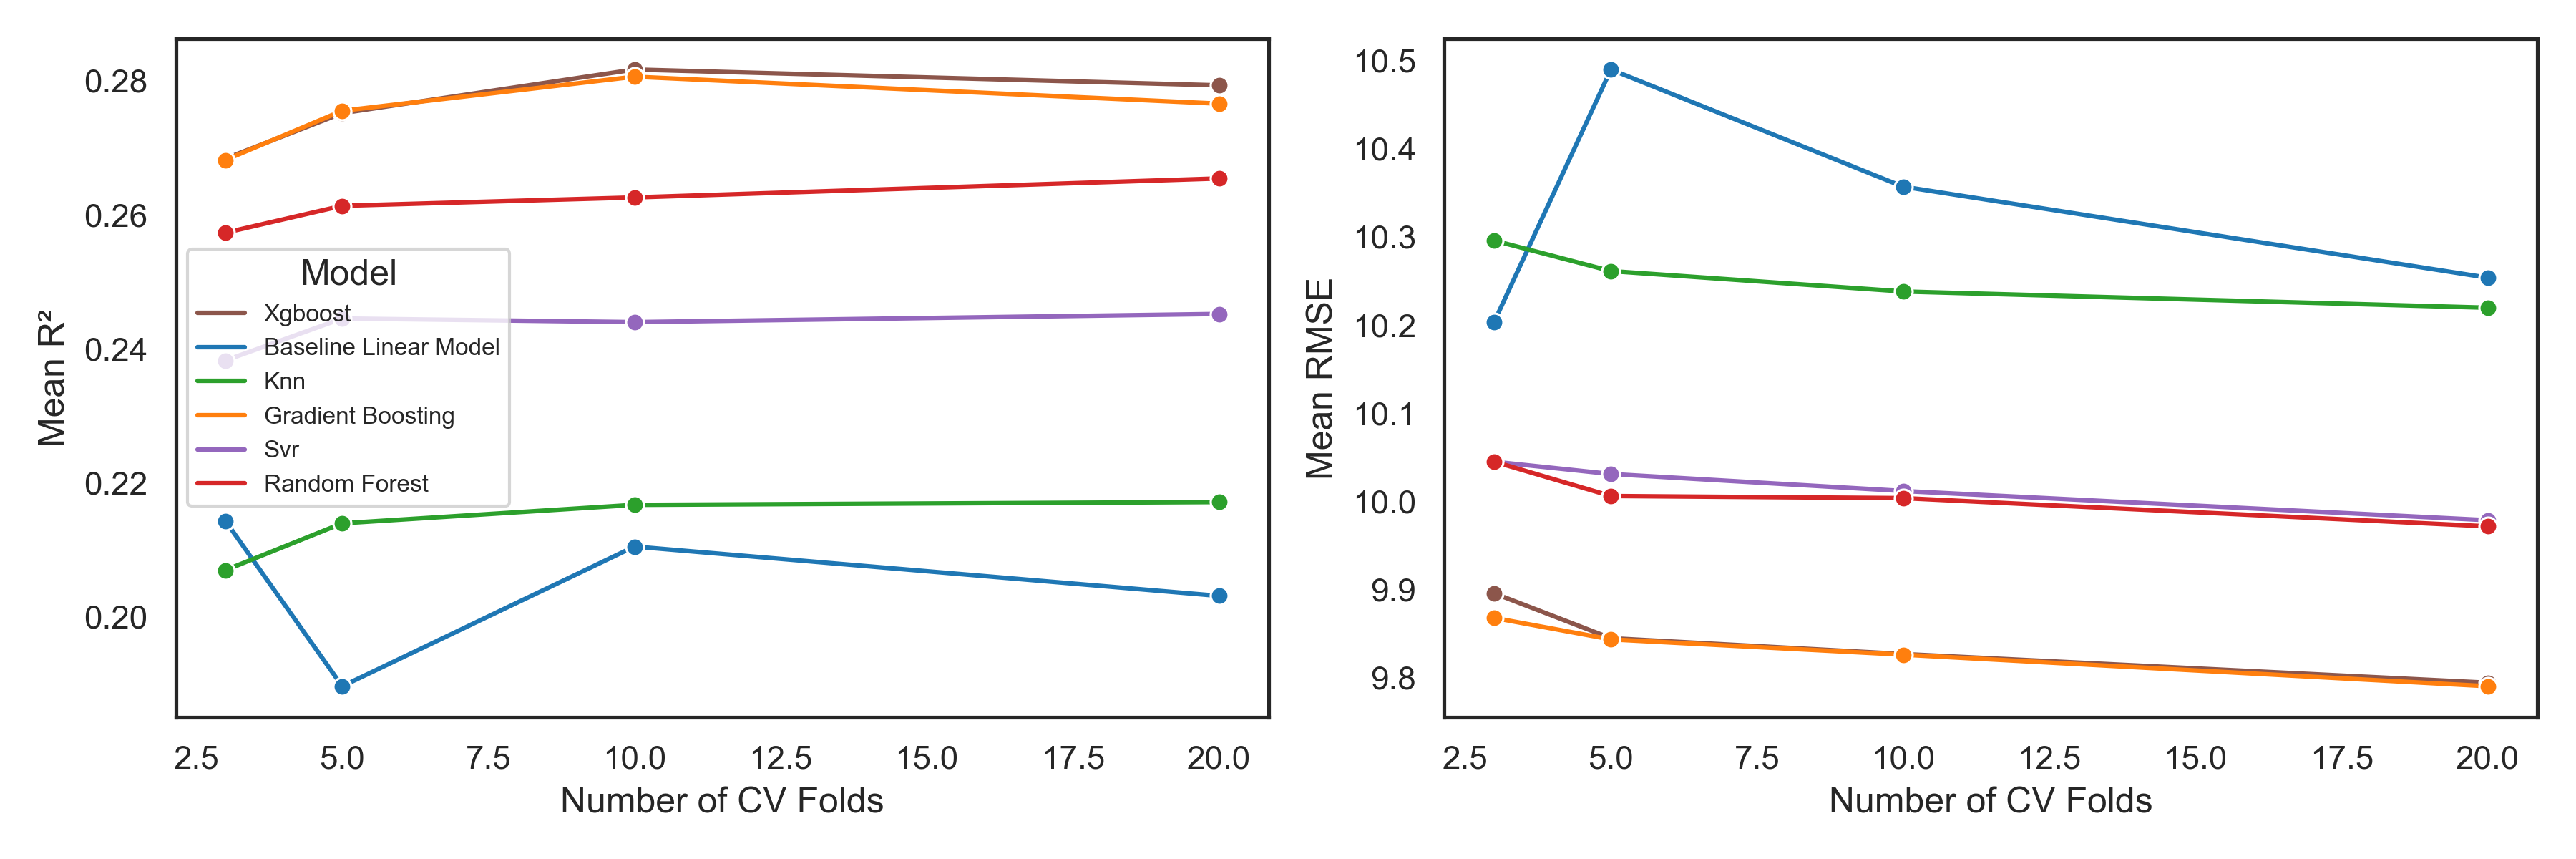 0.28
0.26
0.24
0.22
0.20
Mean R²
Model
Xgboost
Baseline Linear Model
Knn
Gradient Boosting
Svr
Random Forest
2.5 5.0 7.5 10.0 12.5 15.0 17.5 20.0
Number of CV Folds
10.5
10.4
10.3
10.2
10.1
10.0
9.9
9.8
Mean RMSE
2.5 5.0 7.5 10.0 12.5 15.0 17.5 20.0
Number of CV Folds